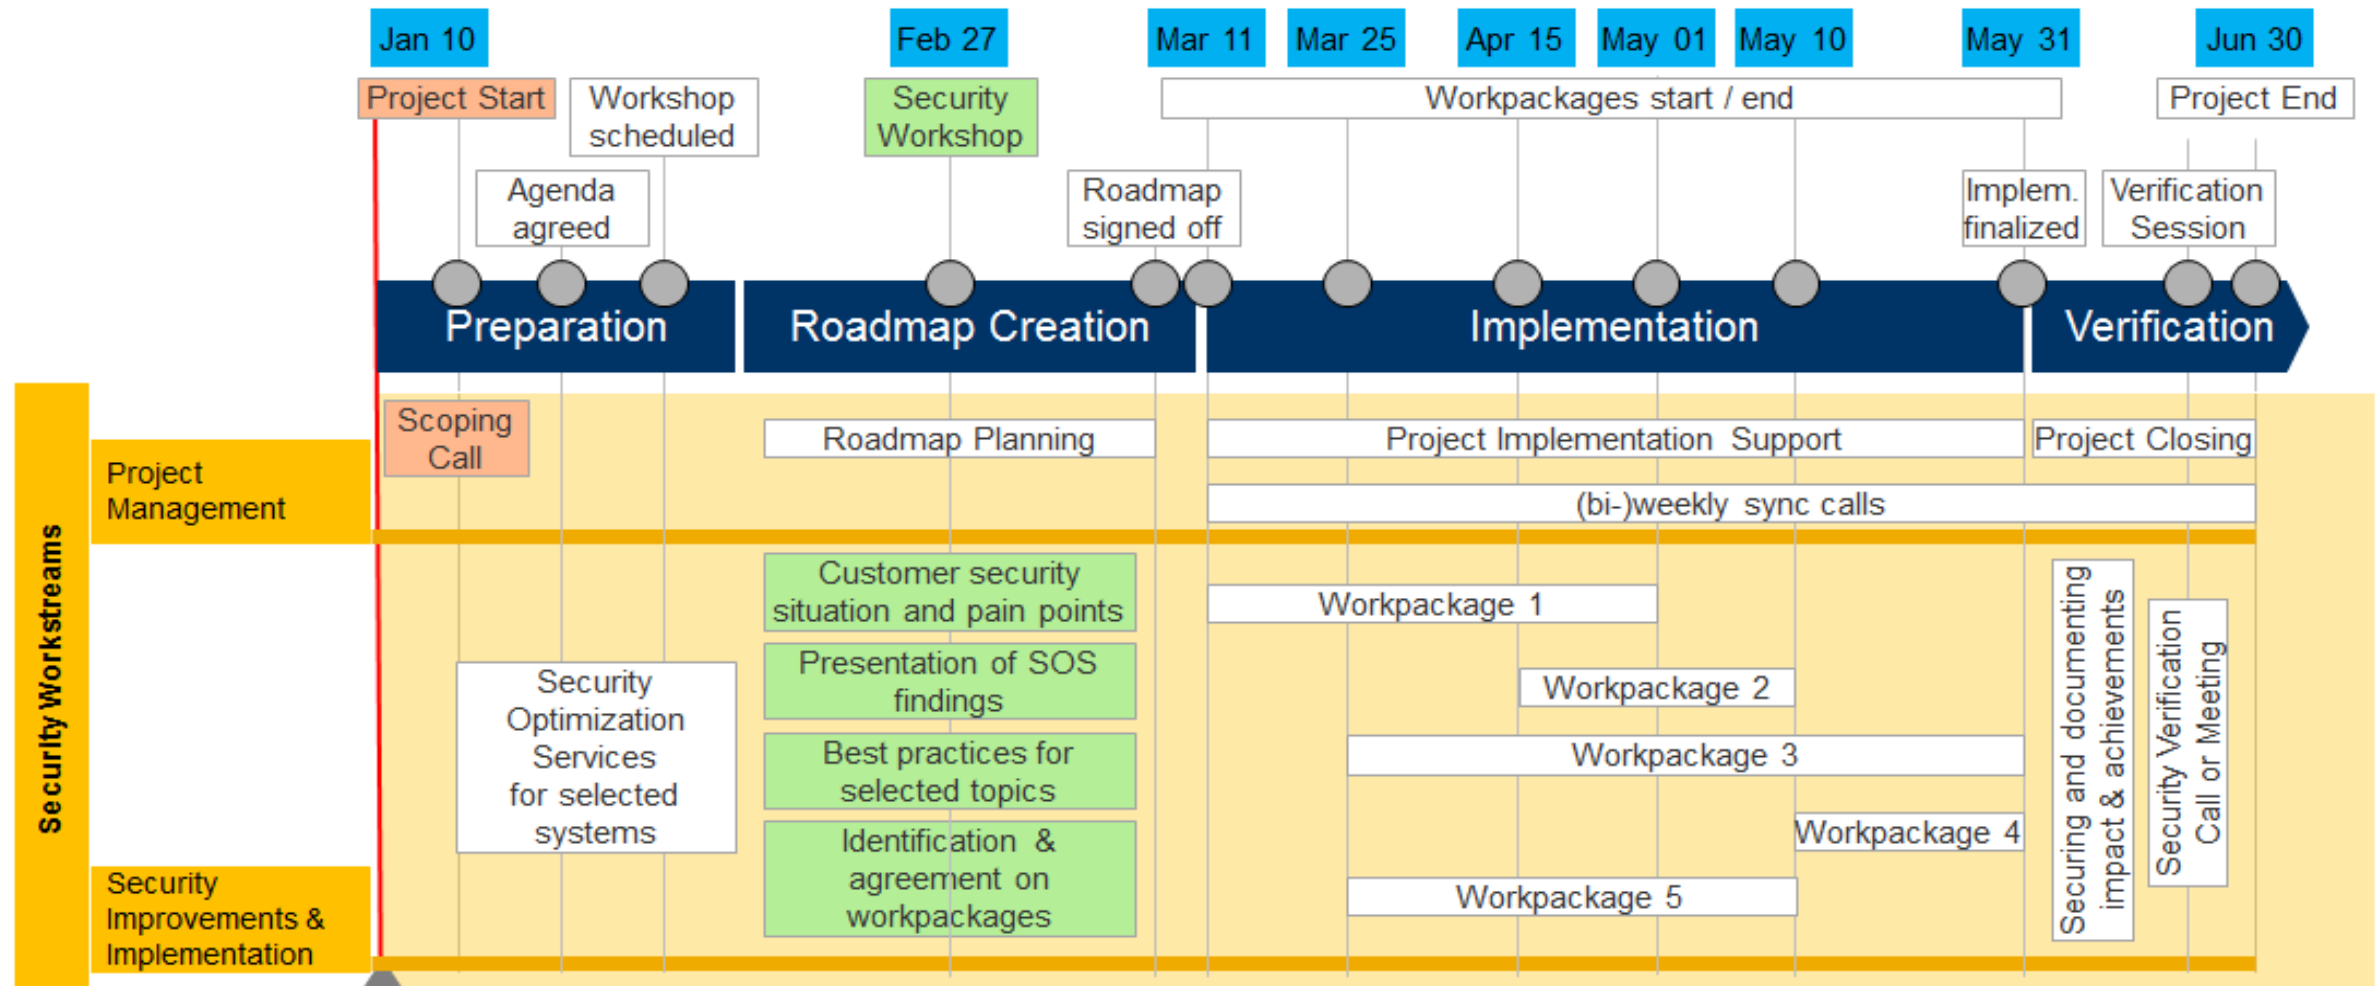 Jan 10
Feb 27
Mar 11
Mar 25
Apr 15
May 01
May 10
May 31
Jun 30
Project Start
Workshop
scheduled
Security
Workshop
Workpackages start / end
Project End
Agenda
agreed
Roadmap
signed off
Implem.
finalized
Verification
Session
Preparation
Roadmap Creation
Implementation
Verification
Security Workstreams
Project
Management
Scoping
Call
Roadmap Planning
Project Implementation Support
Project Closing
(bi-)weekly sync calls
Security
Improvements &
Implementation
Security
Optimization
Services
for selected
systems
Customer security
situation and pain points
Presentation of SOS
findings
Best practices for
selected topics
Identification &
agreement on
workpackages
Workpackage 1
Workpackage 2
Workpackage 3
Workpackage 4
Workpackage 5
Securing and documenting
impact & achievements
Security Verification
Call or Meeting